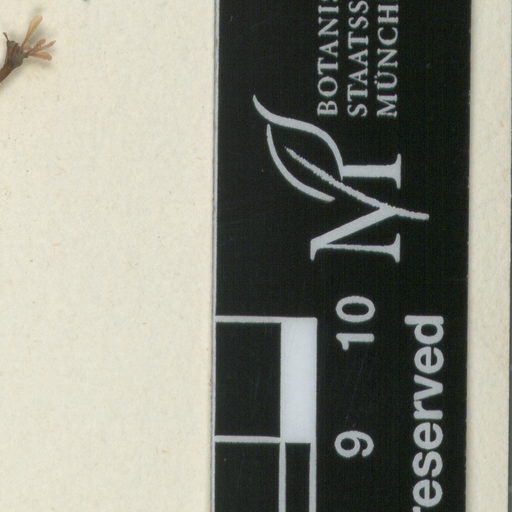 BOTANIS
STAATSS
MÜNCH
M
9 10
reserved